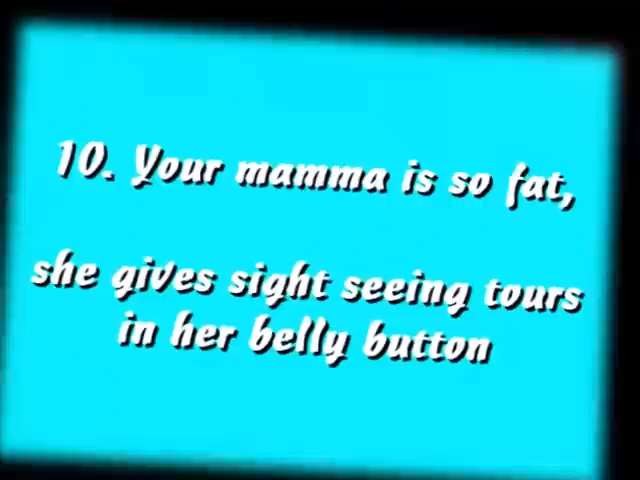 10. Your mamma is so fat,
she gives sight seeing tours
in her belly button